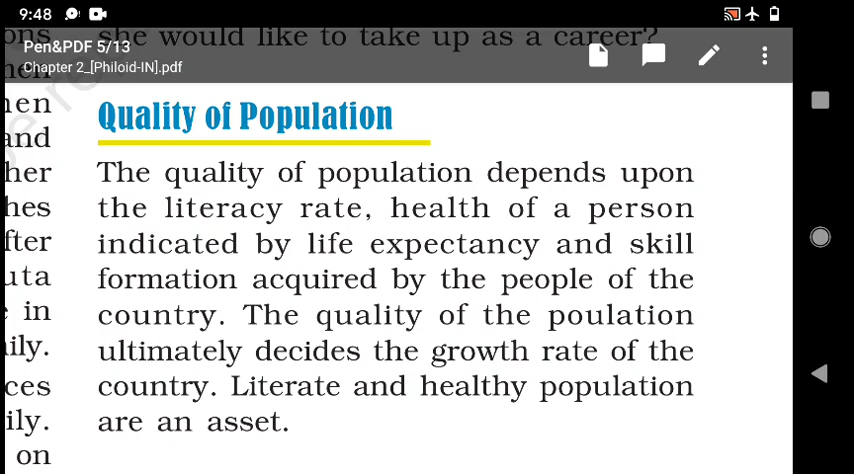 9:48
she would like to take up as a career?
Pen&PDF 5/13
Chapter 2_[Philoid-IN].pdf
and
her
hes
fter
uta
in
ily.
ces
ily.
on
Quality of Population
The quality of population depends upon
the literacy rate, health of a person
indicated by life expectancy and skill
formation acquired by the people of the
country. The quality of the poulation
ultimately decides the growth rate of the
country. Literate and healthy population
are an asset.